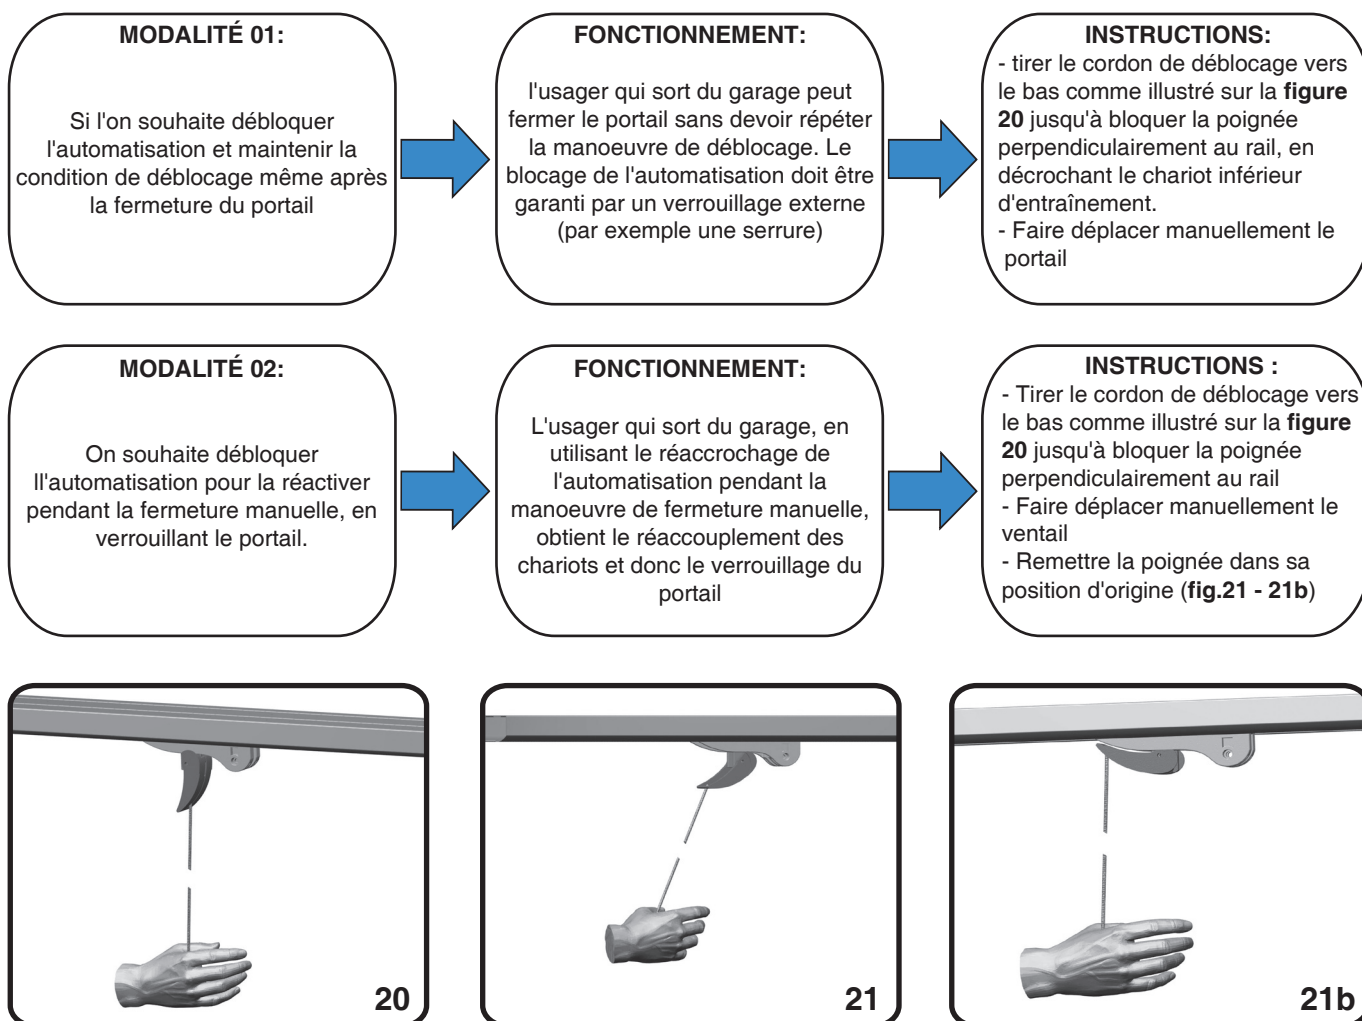 MODALITÉ 01:
Si l'on souhaite débloquer
l'automatisation et maintenir la
condition de déblocage même après
la fermeture du portail
FONCTIONNEMENT:
l'usager qui sort du garage peut
fermer le portail sans devoir répéter
la manoeuvre de déblocage. Le
blocage de l'automatisation doit être
garanti par un verrouillage externe
(par exemple une serrure)
INSTRUCTIONS:
- tirer le cordon de déblocage vers
le bas comme illustré sur la figure
20 jusqu'à bloquer la poignée
perpendiculairement au rail, en
décrochant le chariot inférieur
d'entraînement.
- Faire déplacer manuellement le
portail
MODALITÉ 02:
On souhaite débloquer
ll'automatisation pour la réactiver
pendant la fermeture manuelle, en
verrouillant le portail.
FONCTIONNEMENT:
L'usager qui sort du garage, en
utilisant le réaccrochage de
l'automatisation pendant la
manoeuvre de fermeture manuelle,
obtient le réaccouplement des
chariots et donc le verrouillage du
portail
INSTRUCTIONS :
- Tirer le cordon de déblocage vers
le bas comme illustré sur la figure
20 jusqu'à bloquer la poignée
perpendiculairement au rail
- Faire déplacer manuellement le
ventail
- Remettre la poignée dans sa
position d'origine (fig.21 - 21b)
20
21
21b